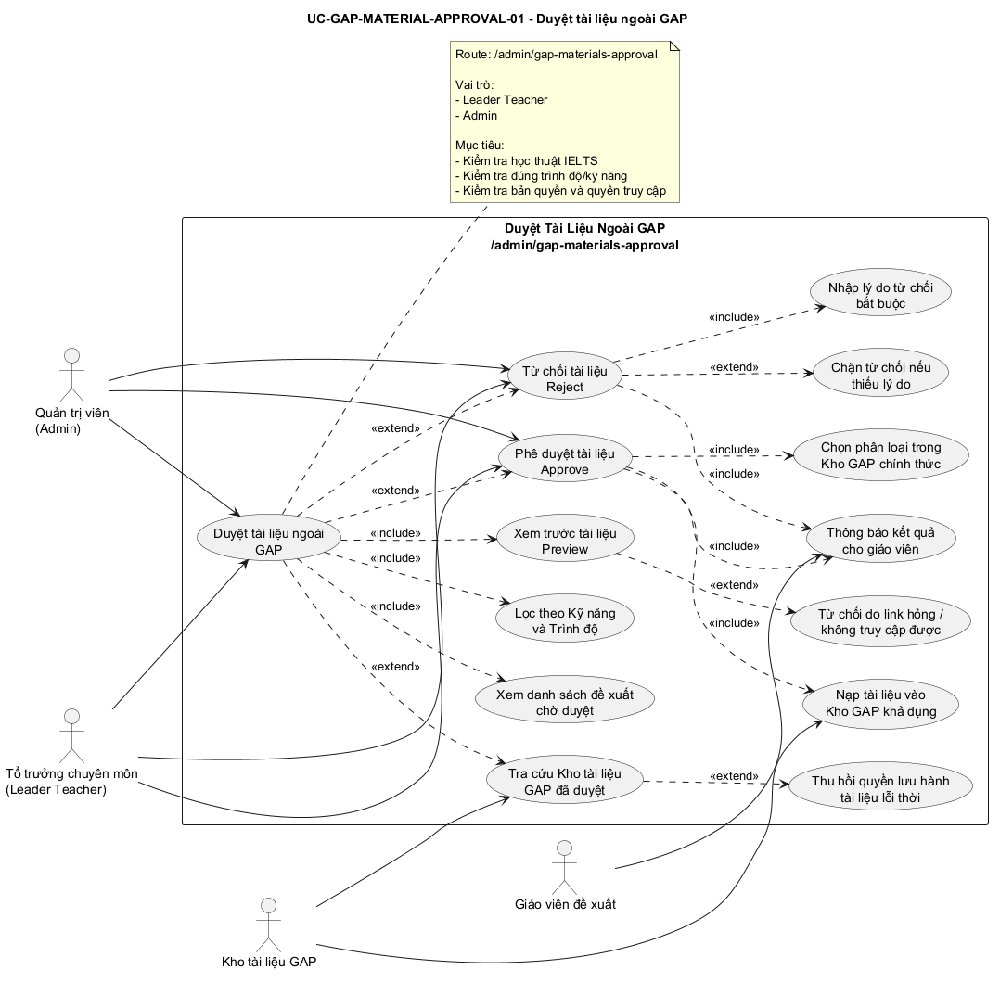 UC-GAP-MATERIAL-APPROVAL-01 - Duyệt tài liệu ngoài GAP
Route: /admin/gap-materials-approval
Vai trò:
- Leader Teacher
- Admin
Mục tiêu:
- Kiểm tra học thuật IELTS
- Kiểm tra đúng trình độ/kỹ năng
- Kiểm tra bản quyền và quyền truy cập
Duyệt Tài Liệu Ngoài GAP
/admin/gap-materials-approval
Nhập lý do từ chối
bắt buộc
«include»
Từ chối tài liệu
Reject
«extend»
Chặn từ chối nếu
thiếu lý do
Quản trị viên
(Admin)
«extend»
Phê duyệt tài liệu
Approve
«include»
Chọn phân loại trong
Kho GAP chính thức
«include»
«extend»
Duyệt tài liệu ngoài
GAP
«include»
Xem trước tài liệu
Preview
«include»
Thông báo kết quả
cho giáo viên
«include»
«extend»
Lọc theo Kỹ năng
và Trình độ
Từ chối do link hỏng /
không truy cập được
«include»
«include»
«extend»
Xem danh sách đề xuất
chờ duyệt
Nạp tài liệu vào
Kho GAP khả dụng
Tổ trưởng chuyên môn
(Leader Teacher)
Tra cứu Kho tài liệu
GAP đã duyệt
«extend»
Thu hồi quyền lưu hành
tài liệu lỗi thời
Giáo viên đề xuất
Kho tài liệu GAP